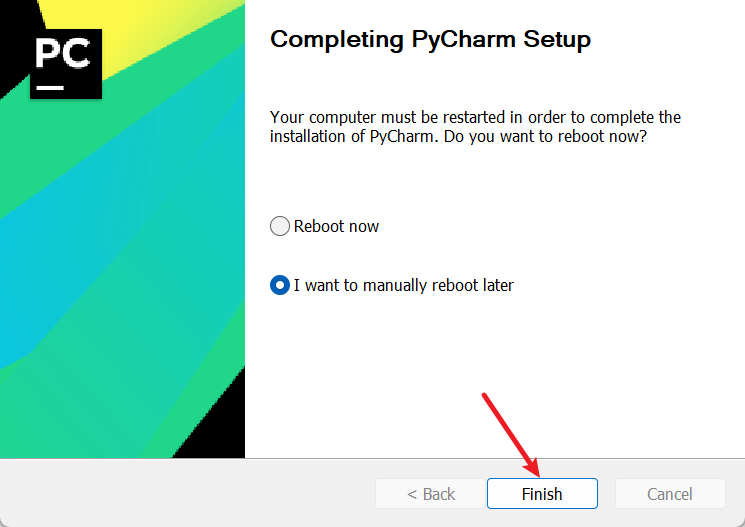 PC
Completing PyCharm Setup
Your computer must be restarted in order to complete the
installation of PyCharm. Do you want to reboot now?
Reboot now
I want to manually reboot later
< Back
Finish
Cancel